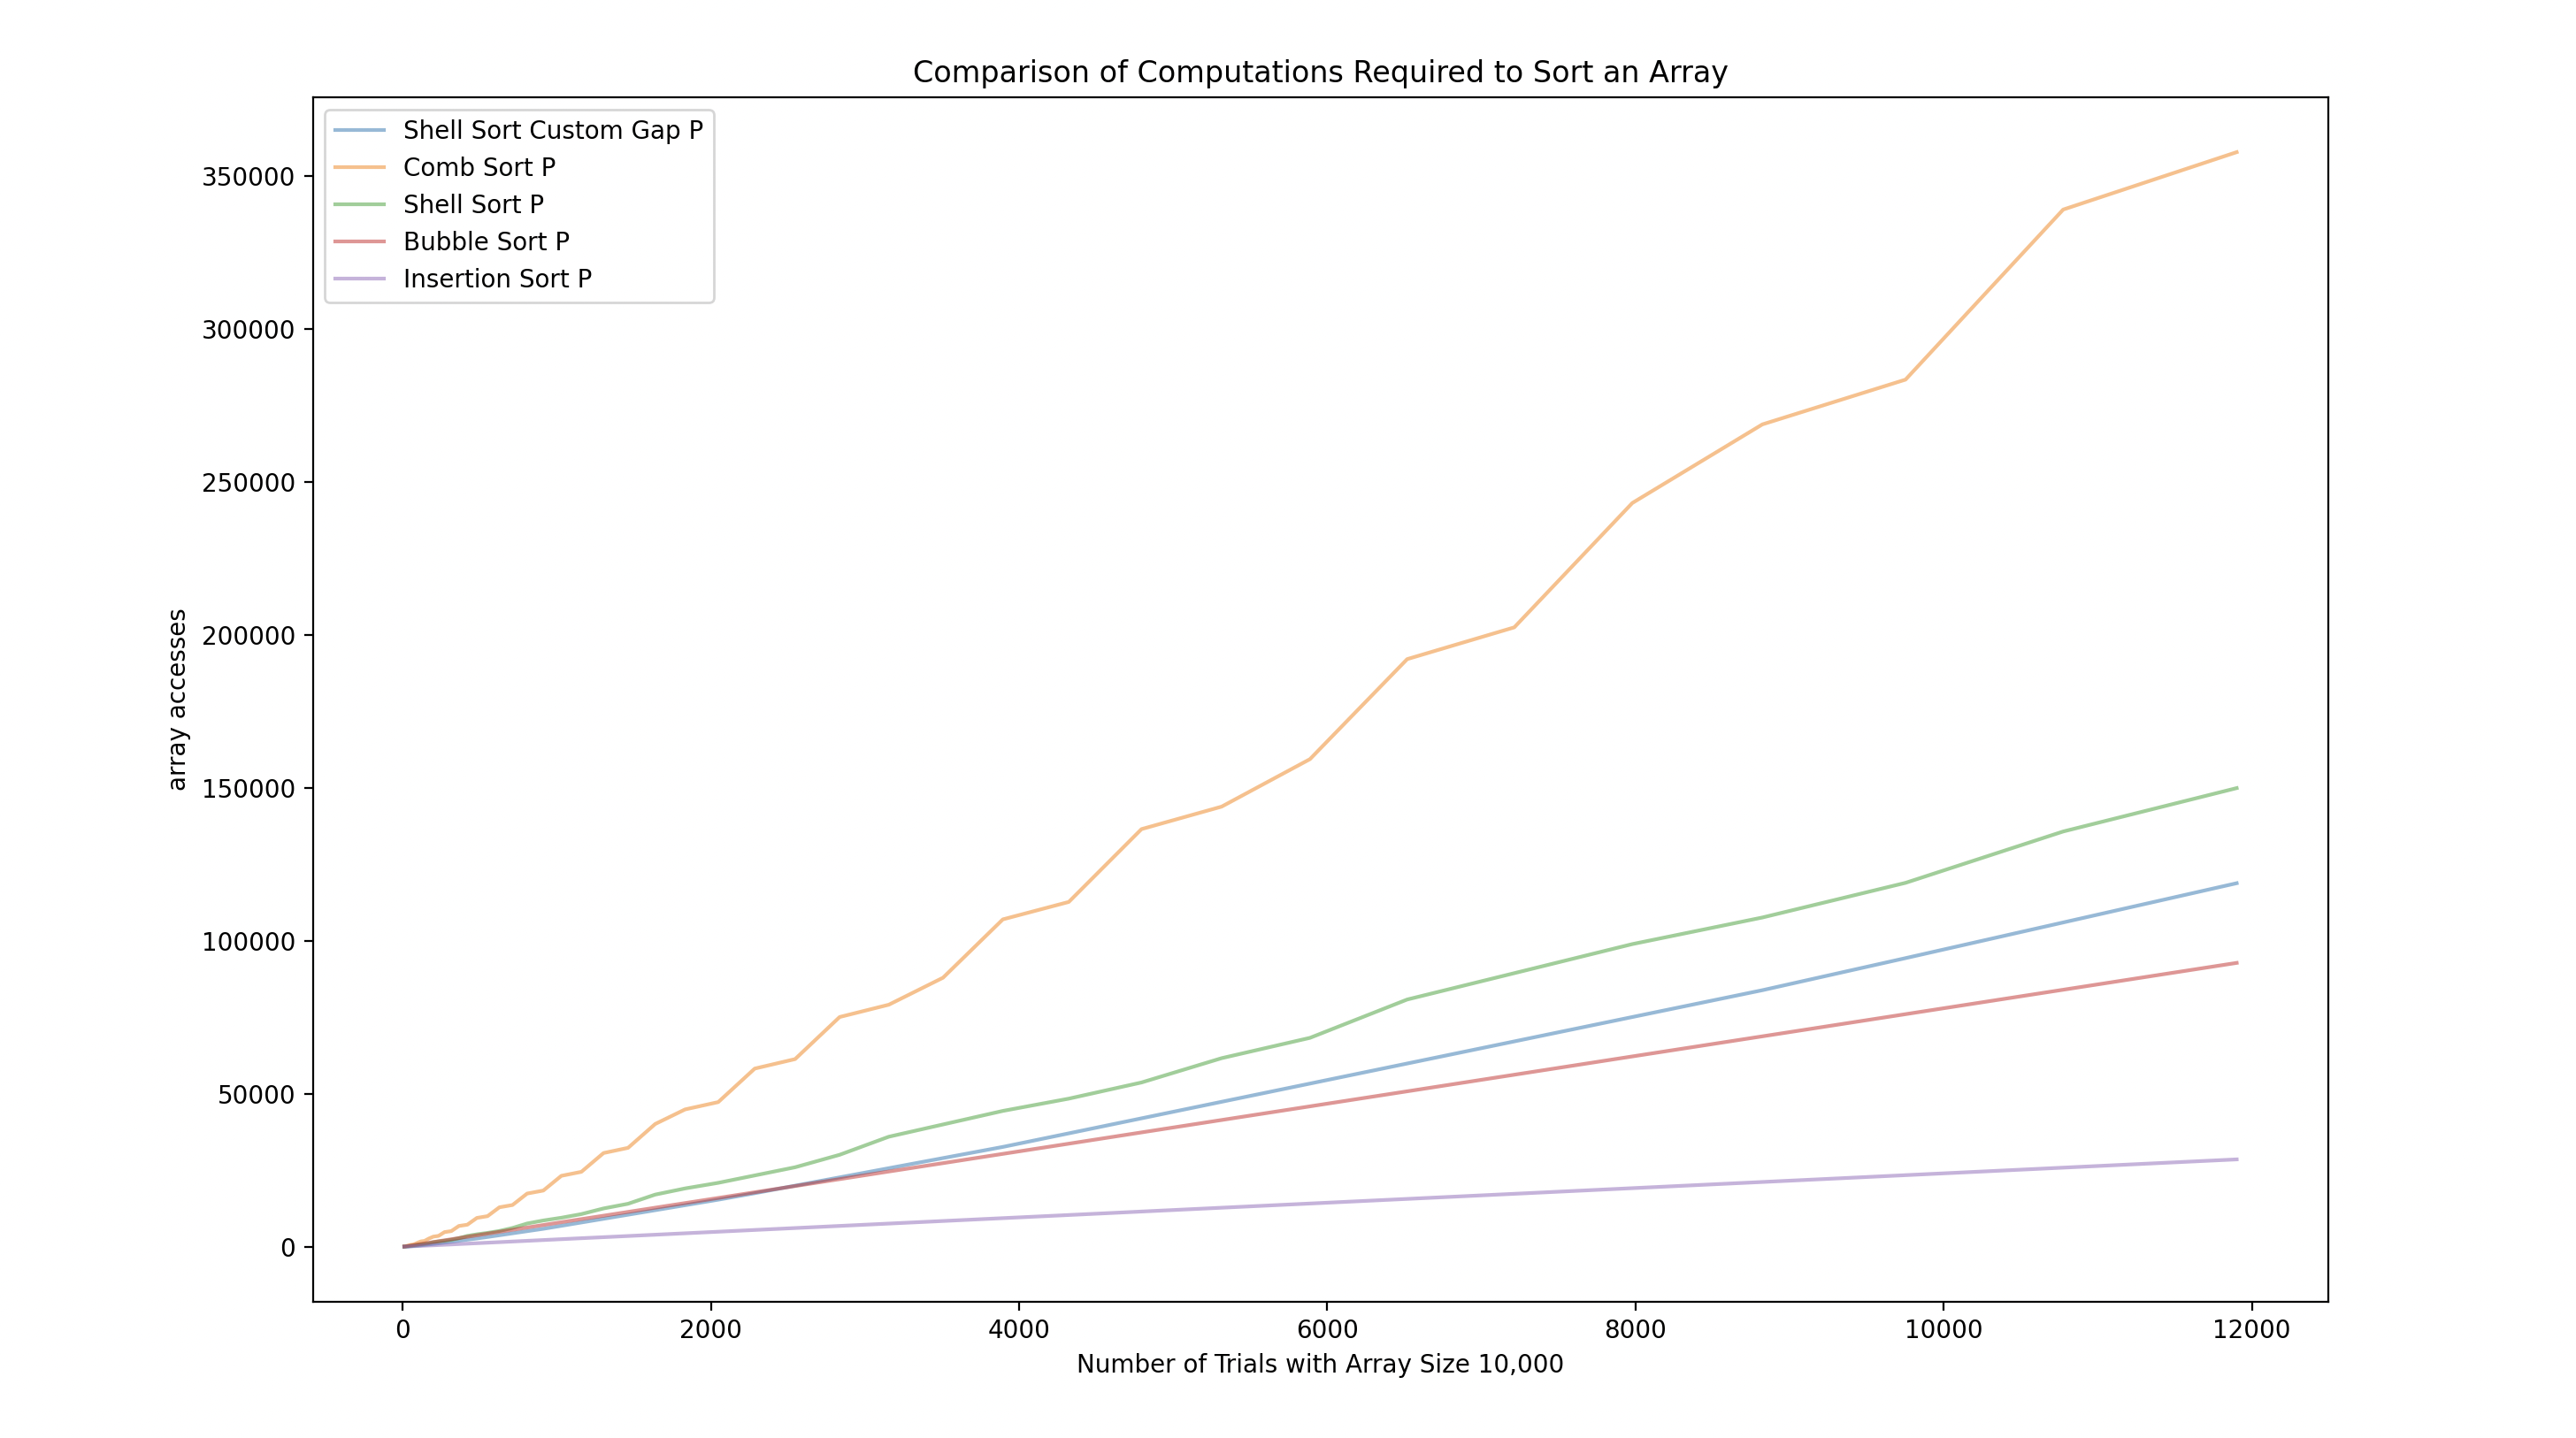 Comparison of Computations Required to Sort an Array
Shell Sort Custom Gap P
Comb Sort P
Shell Sort P
Bubble Sort P
Insertion Sort P
350000
300000
250000
200000
150000
100000
50000
0
array accesses
0 2000 4000 6000 8000 10000 12000
Number of Trials with Array Size 10,000